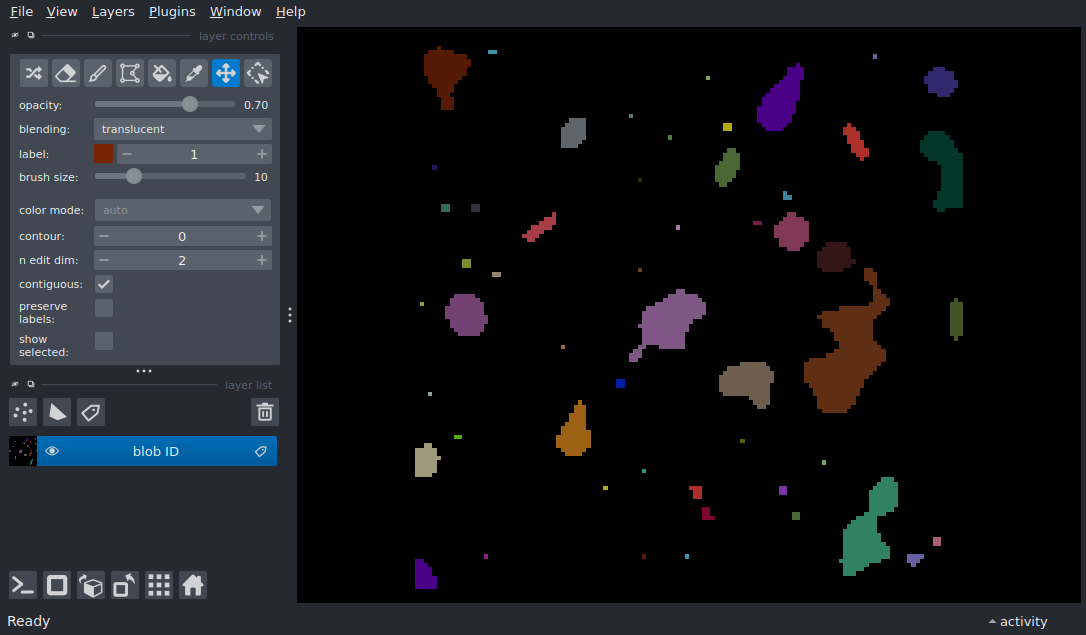 File View Layers Plugins Window Help
layer controls
opacity: 0.70
blending: translucent
label: 1
brush size: 10
color mode: auto
contour: 0
n edit dim: 2
contiguous:
preserve
labels:
show
selected:
layer list
blob ID
Ready
activity